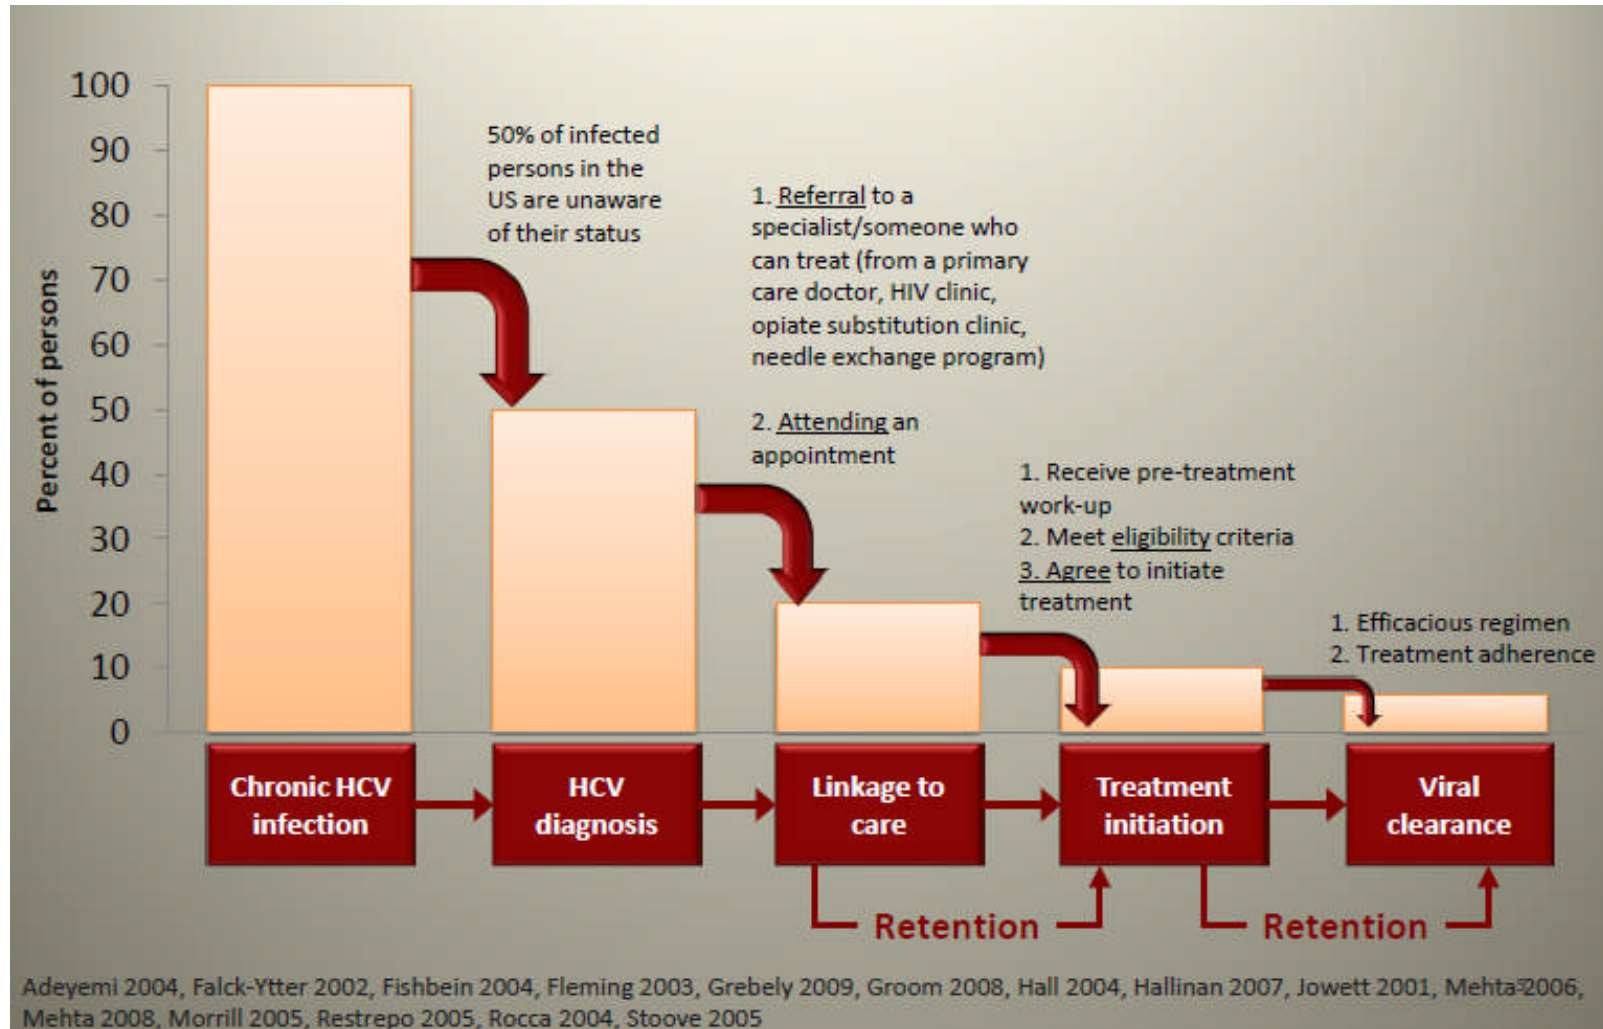 100
90
80
70
60
50
40
30
20
10
0
Percent of persons
50% of infected
persons in the
US are unaware
of their status
1. Referral to a
specialist/someone who
can treat (from a primary
care doctor, HIV clinic,
opiate substitution clinic,
needle exchange program)
2. Attending an
appointment
1. Receive pre-treatment
work-up
2. Meet eligibility criteria
3. Agree to initiate
treatment
1. Efficacious regimen
2. Treatment adherence
Chronic HCV
infection
HCV
diagnosis
Linkage to
care
Treatment
initiation
Viral
clearance
Retention
Retention
Adeyemi 2004, Falck-Ytter 2002, Fishbein 2004, Fleming 2003, Grebely 2009, Groom 2008, Hall 2004, Hallinan 2007, Jowett 2001, Mehta 2006,
Mehta 2008, Morrill 2005, Restrepo 2005, Rocca 2004, Stoove 2005